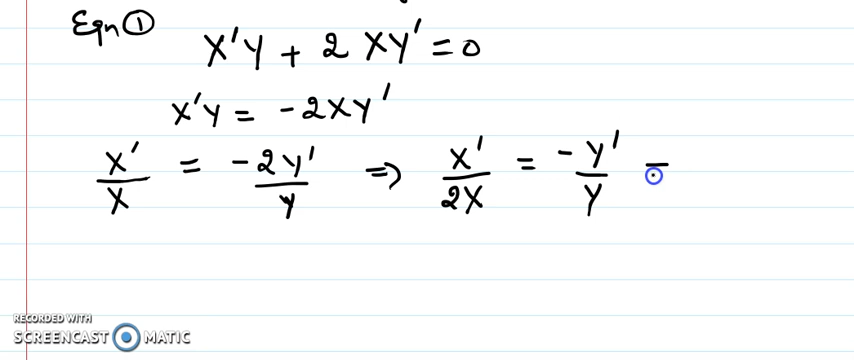 Eqn ①
X'Y + 2 XY' = 0
X'Y = -2XY'
X'/X = -2Y'/Y ⇒ X'/2X = -Y'/Y =
RECORDED WITH
SCREENCAST MATIC